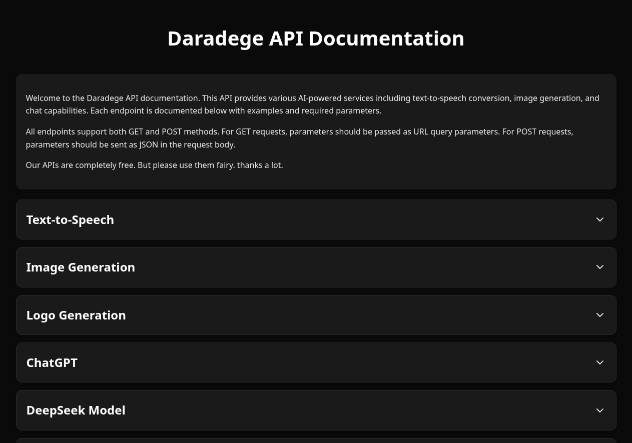 Daradege API Documentation
Welcome to the Daradege API documentation. This API provides various AI-powered services including text-to-speech conversion, image generation, and
chat capabilities. Each endpoint is documented below with examples and required parameters.
All endpoints support both GET and POST methods. For GET requests, parameters should be passed as URL query parameters. For POST requests,
parameters should be sent as JSON in the request body.
Our APIs are completely free. But please use them fairy. thanks a lot.
Text-to-Speech
Image Generation
Logo Generation
ChatGPT
DeepSeek Model